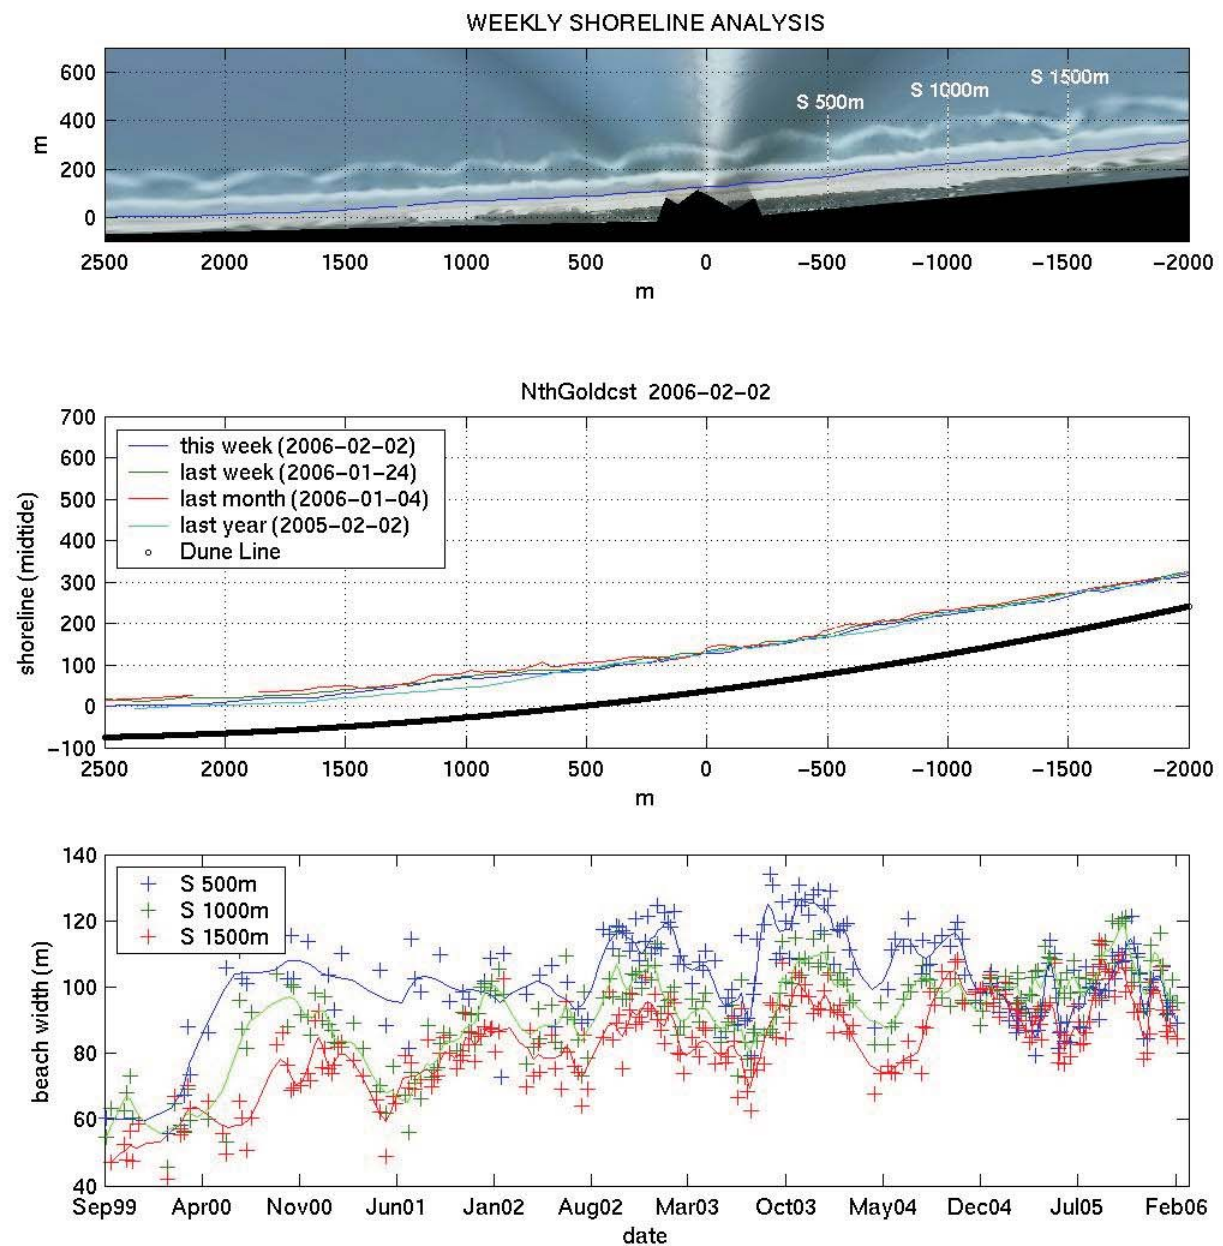 WEEKLY SHORELINE ANALYSIS
600
400
200
0
m
S 500m
S 1000m
S 1500m
2500 2000 1500 1000 500 0 −500 −1000 −1500 −2000
m
NthGoldcst 2006−02−02
700
600
500
400
300
200
100
0
−100
shoreline (midtide)
this week (2006−02−02)
last week (2006−01−24)
last month (2006−01−04)
last year (2005−02−02)
Dune Line
2500 2000 1500 1000 500 0 −500 −1000 −1500 −2000
m
140
120
100
80
60
40
beach width (m)
S 500m
S 1000m
S 1500m
Sep99 Apr00 Nov00 Jun01 Jan02 Aug02 Mar03 Oct03 May04 Dec04 Jul05 Feb06
date